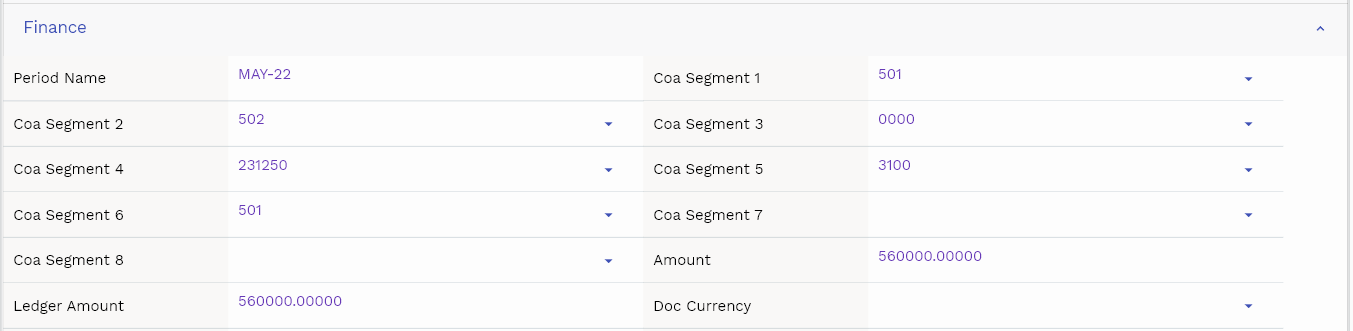 Finance
Period Name MAY-22 Coa Segment 1 501
Coa Segment 2 502 Coa Segment 3 0000
Coa Segment 4 231250 Coa Segment 5 3100
Coa Segment 6 501 Coa Segment 7
Coa Segment 8 Amount 560000.00000
Ledger Amount 560000.00000 Doc Currency